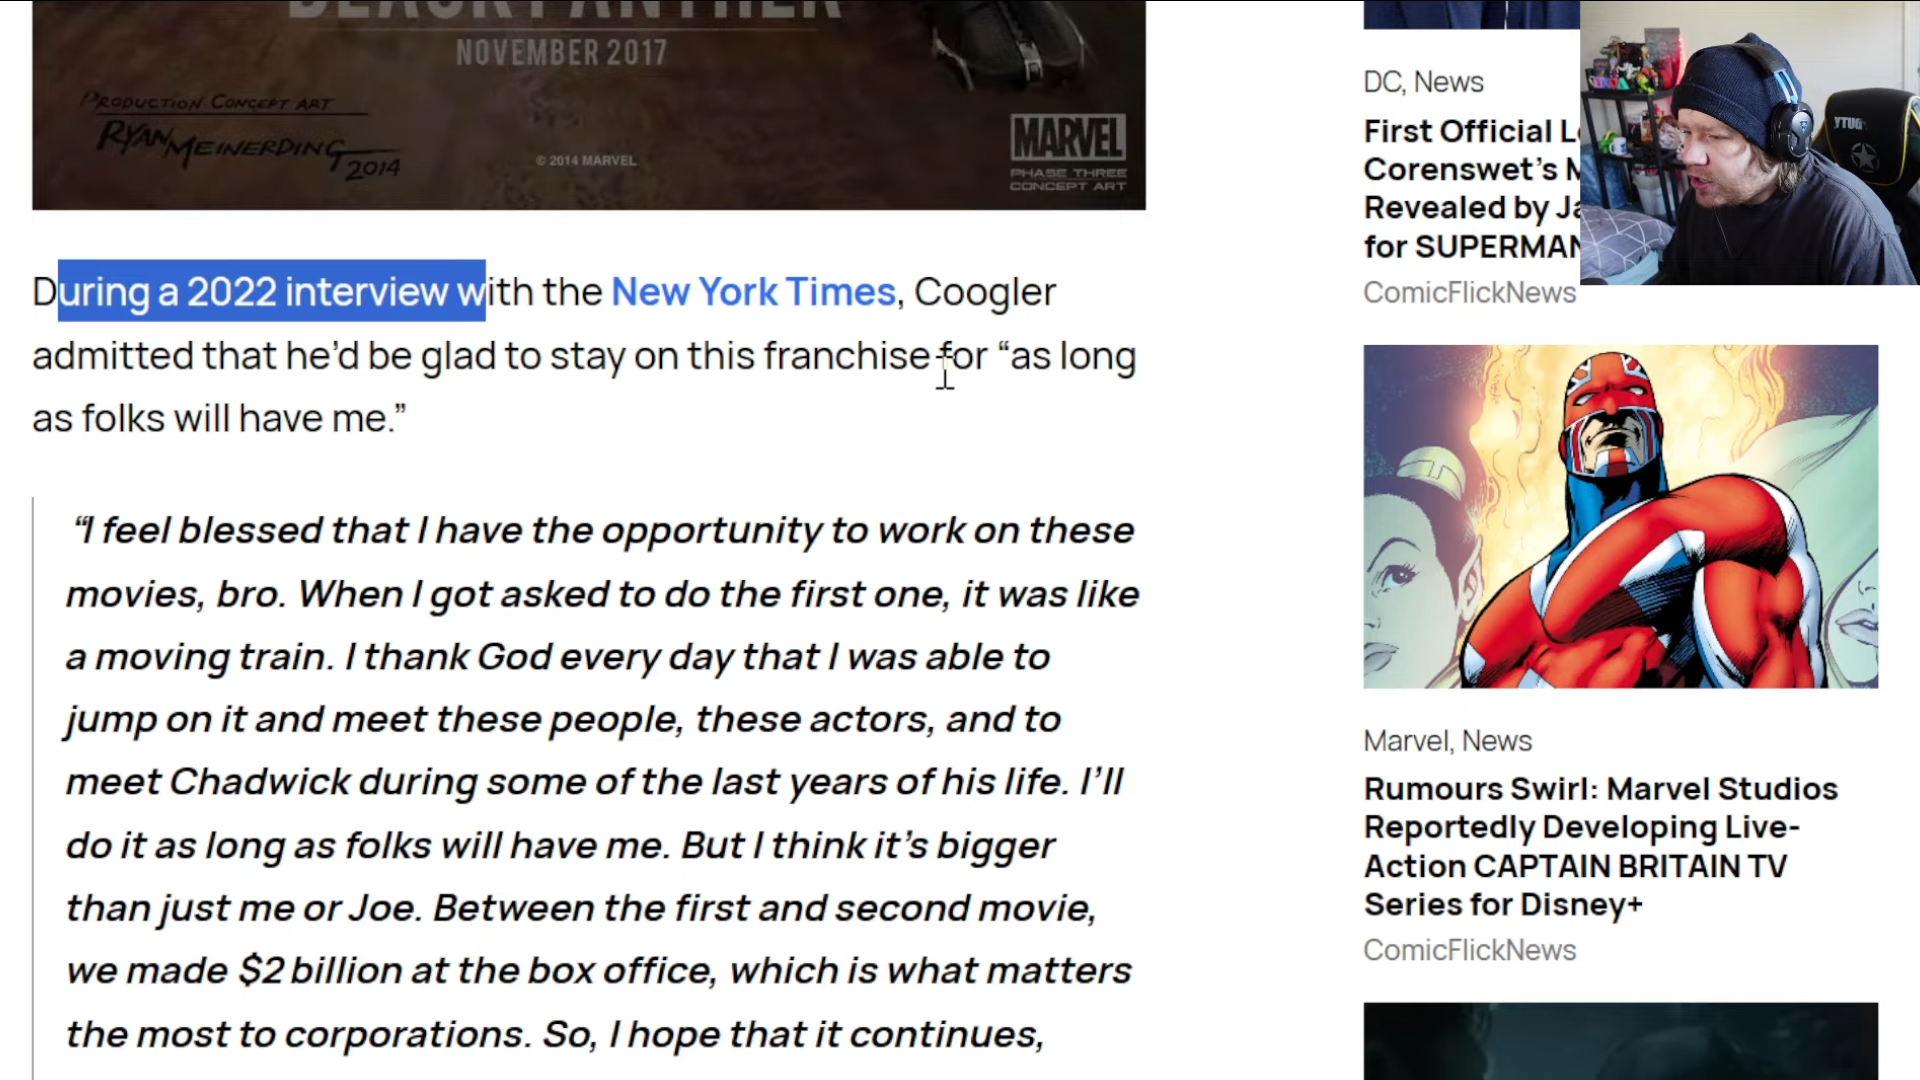 BLACK PANTHER
NOVEMBER 2017
PRODUCTION CONCEPT ART
RYAN MEINERDING
2014
© 2014 MARVEL
MARVEL
PHASE THREE
CONCEPT ART
During a 2022 interview with the New York Times, Coogler
admitted that he’d be glad to stay on this franchise for “as long
as folks will have me.”
“I feel blessed that I have the opportunity to work on these
movies, bro. When I got asked to do the first one, it was like
a moving train. I thank God every day that I was able to
jump on it and meet these people, these actors, and to
meet Chadwick during some of the last years of his life. I’ll
do it as long as folks will have me. But I think it’s bigger
than just me or Joe. Between the first and second movie,
we made $2 billion at the box office, which is what matters
the most to corporations. So, I hope that it continues,
DC, News
First Official
Corenswet’s
Revealed by
for SUPERMAN
ComicFlickNews
Marvel, News
Rumours Swirl: Marvel Studios
Reportedly Developing Live-
Action CAPTAIN BRITAIN TV
Series for Disney+
ComicFlickNews